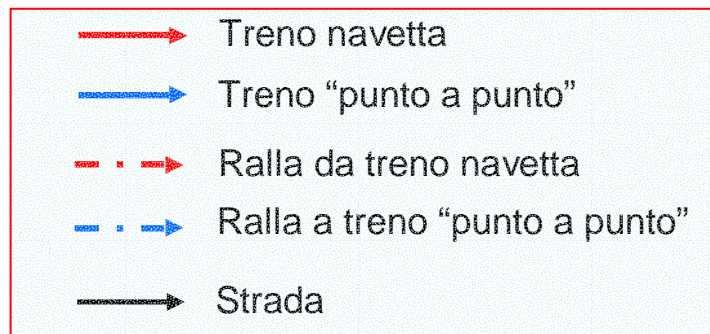 Treno navetta
Treno “punto a punto”
Ralla da treno navetta
Ralla a treno “punto a punto”
Strada